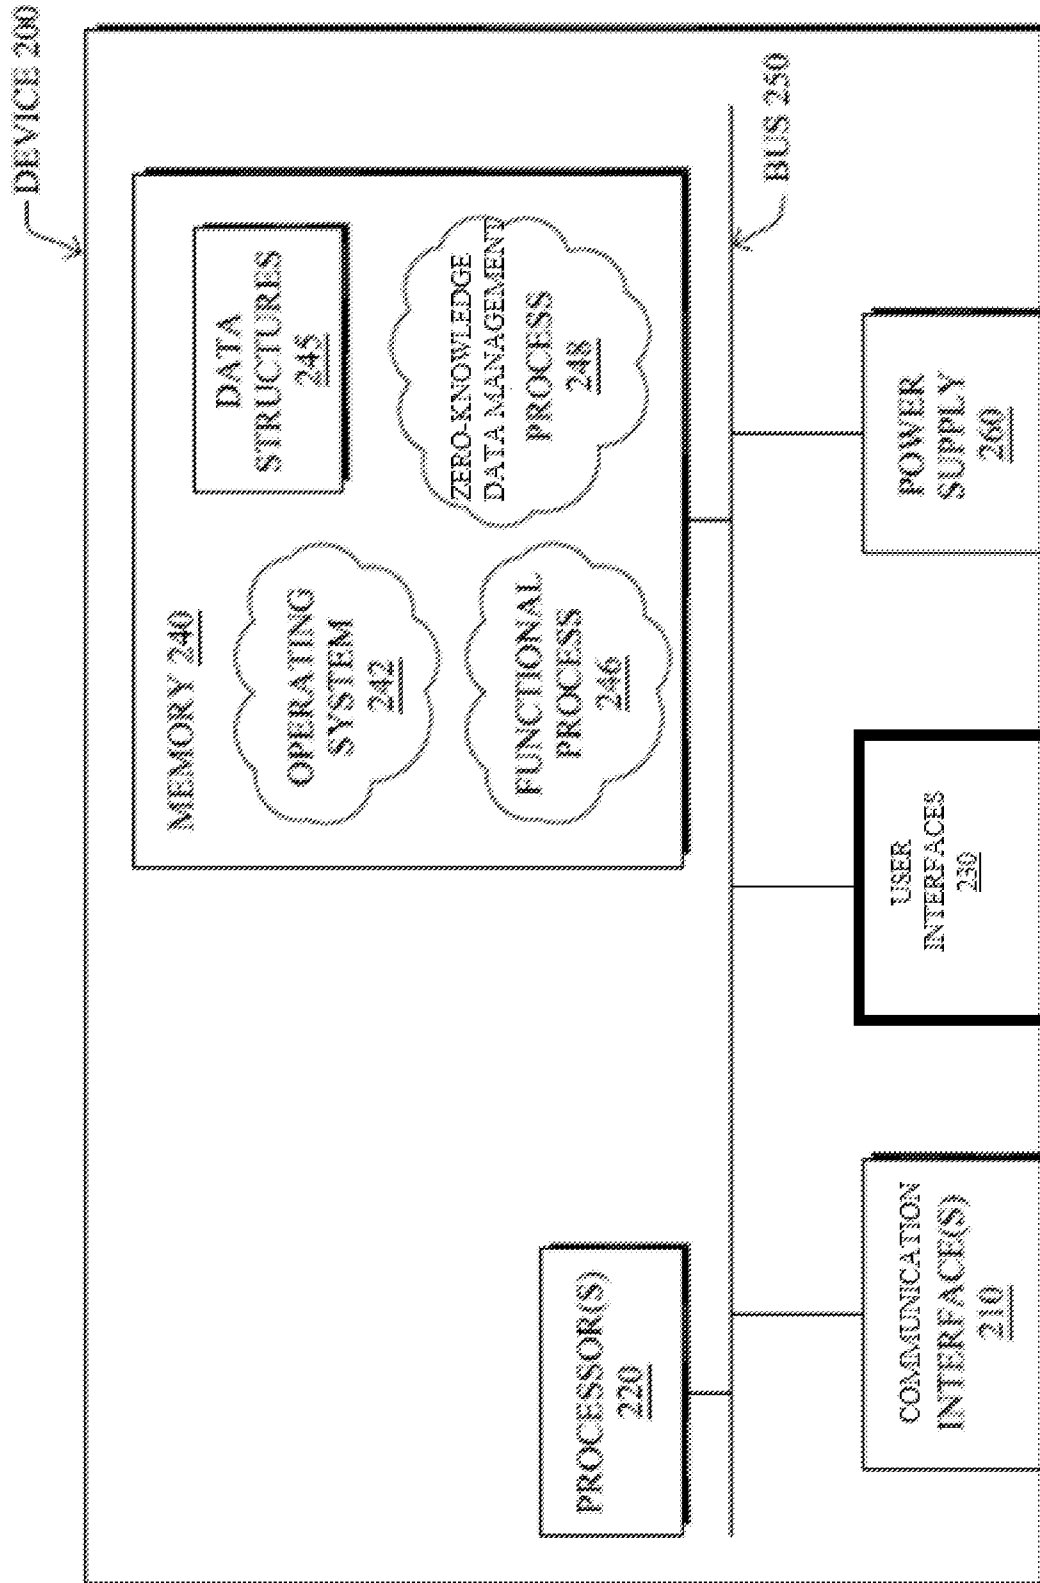 DEVICE 200
PROCESSOR(S)
220
MEMORY 240
OPERATING
SYSTEM
242
DATA
STRUCTURES
245
FUNCTIONAL
PROCESS
246
ZERO-KNOWLEDGE
DATA MANAGEMENT
PROCESS
248
BUS 250
COMMUNICATION
INTERFACE(S)
210
USER
INTERFACES
230
POWER
SUPPLY
260